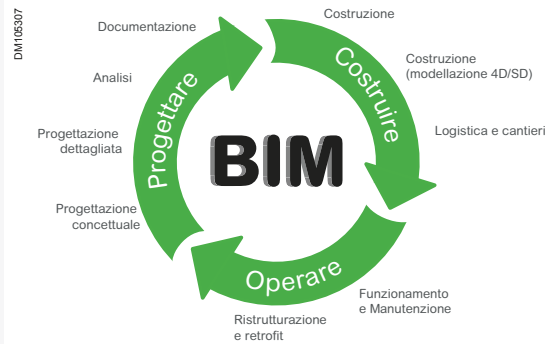 DM105307
Documentazione
Analisi
Progettazione
dettagliata
Progettazione
concettuale
Progettare
BIM
Costruzione
Costruire
Costruzione
(modellazione 4D/SD)
Logistica e cantieri
Operare
Funzionamento
e Manutenzione
Ristrutturazione
e retrofit